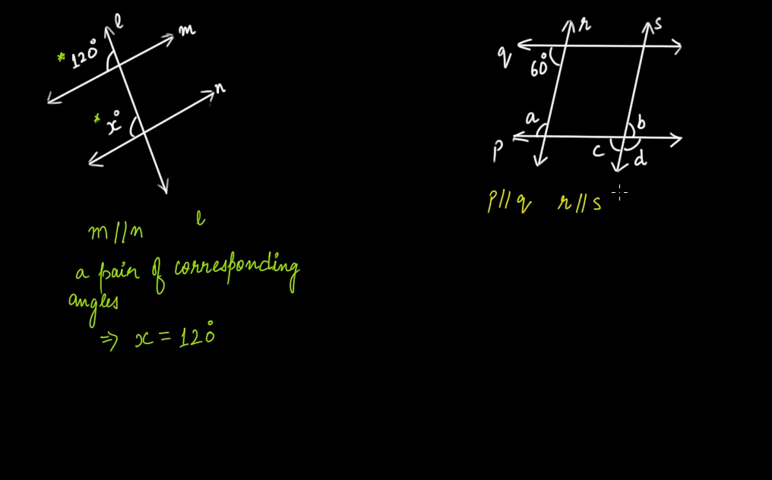 l
m
* 120°
n
* x°
m//n l
a pair of corresponding
angles
⇒ x = 120°
r s
q
60°
a b
p c d
p//q r//s